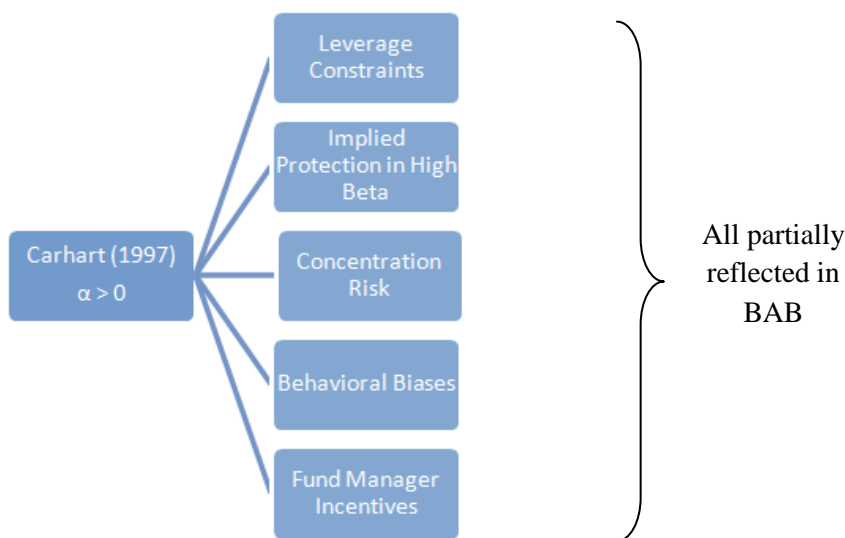 Leverage
Constraints
Implied
Protection in High
Beta
Carhart (1997)
α > 0
Concentration
Risk
Behavioral Biases
Fund Manager
Incentives
All partially
reflected in
BAB